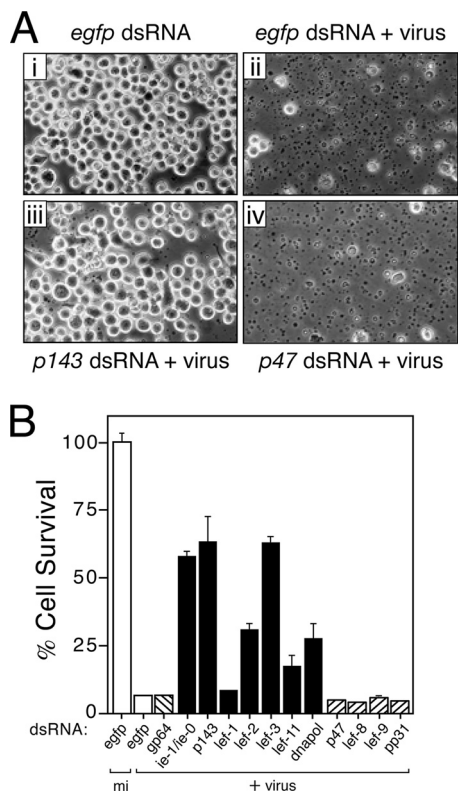 A
egfp dsRNA
egfp dsRNA + virus
i
ii
iii
iv
p143 dsRNA + virus
p47 dsRNA + virus
B
% Cell Survival
100
75
50
25
0
dsRNA:
egfp
egfp
gp64
ie-1/ie-0
p143
lef-1
lef-2
lef-3
lef-11
dnapol
p47
lef-8
lef-9
pp31
mi
+ virus